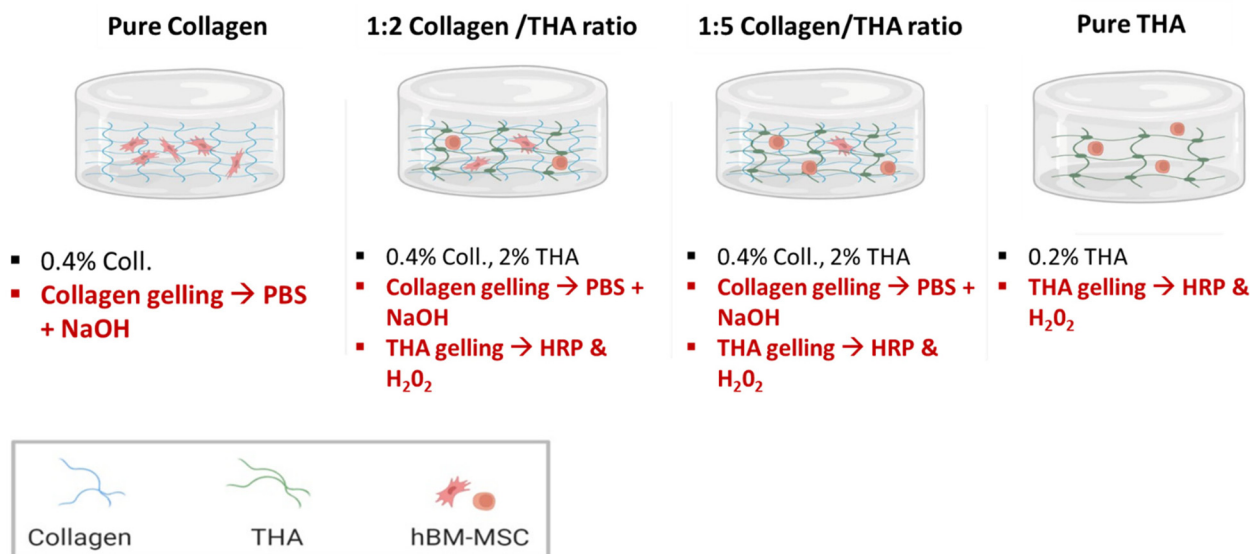 Pure Collagen
▪ 0.4% Coll.
▪ Collagen gelling → PBS
+ NaOH
1:2 Collagen /THA ratio
▪ 0.4% Coll., 2% THA
▪ Collagen gelling → PBS +
NaOH
▪ THA gelling → HRP &
H₂0₂
1:5 Collagen/THA ratio
▪ 0.4% Coll., 2% THA
▪ Collagen gelling → PBS +
NaOH
▪ THA gelling → HRP &
H₂0₂
Pure THA
▪ 0.2% THA
▪ THA gelling → HRP &
H₂0₂
Collagen
THA
hBM-MSC